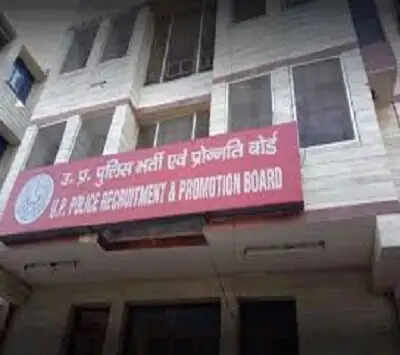 उ. प्र. पुलिस भर्ती एवं प्रोन्नति बोर्ड
U.P. POLICE RECRUITMENT & PROMOTION BOARD